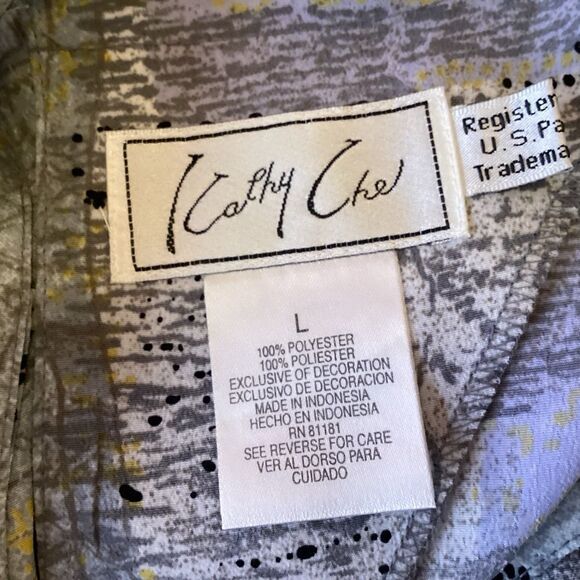 Kathy Che
Register
U.S. Pa
Tradema
L
100% POLYESTER
100% POLIESTER
EXCLUSIVE OF DECORATION
EXCLUSIVO DE DECORACION
MADE IN INDONESIA
HECHO EN INDONESIA
RN 81181
SEE REVERSE FOR CARE
VER AL DORSO PARA
CUIDADO